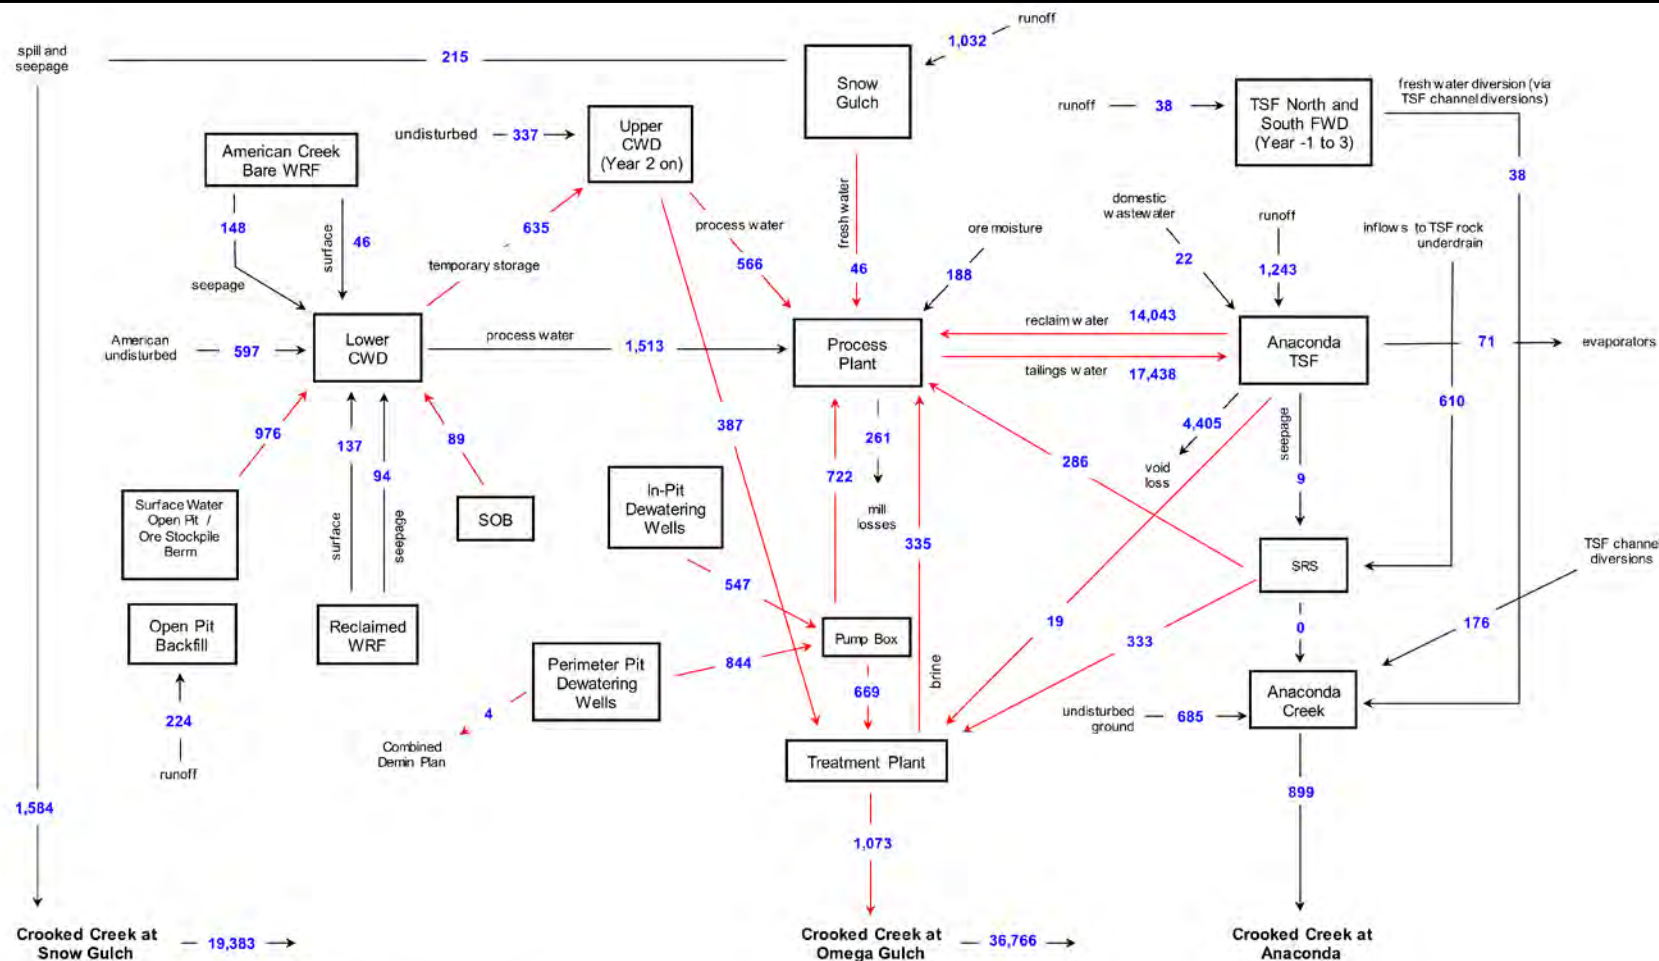 runoff
1,032
spill and
seepage
215
Snow
Gulch
fresh water diversion (via
TSF channel diversions)
runoff
38
TSF North and
South FWD
(Year -1 to 3)
undisturbed
337
Upper
CWD
(Year 2 on)
American Creek
Bare WRF
38
148
surface
46
seepage
635
temporary storage
process water
566
fresh water
46
ore moisture
188
domestic
wastewater
22
runoff
1,243
inflows to TSF rock
underdrain
American
undisturbed
597
Lower
CWD
process water
1,513
Process
Plant
reclaim water
14,043
tailings water
17,438
Anaconda
TSF
71
evaporators
610
976
137
94
89
387
722
261
mill
losses
335
286
4,405
void
loss
seepage
9
Surface Water
Open Pit /
Ore Stockpile
Berm
surface
seepage
SOB
In-Pit
Dewatering
Wells
547
SRS
TSF channel
diversions
176
Open Pit
Backfill
Reclaimed
WRF
Pump Box
19
333
0
844
Perimeter Pit
Dewatering
Wells
669
brine
224
runoff
4
Combined
Demin Plan
undisturbed
ground
685
Anaconda
Creek
Treatment Plant
1,584
1,073
899
Crooked Creek at
Snow Gulch
19,383
Crooked Creek at
Omega Gulch
36,766
Crooked Creek at
Anaconda